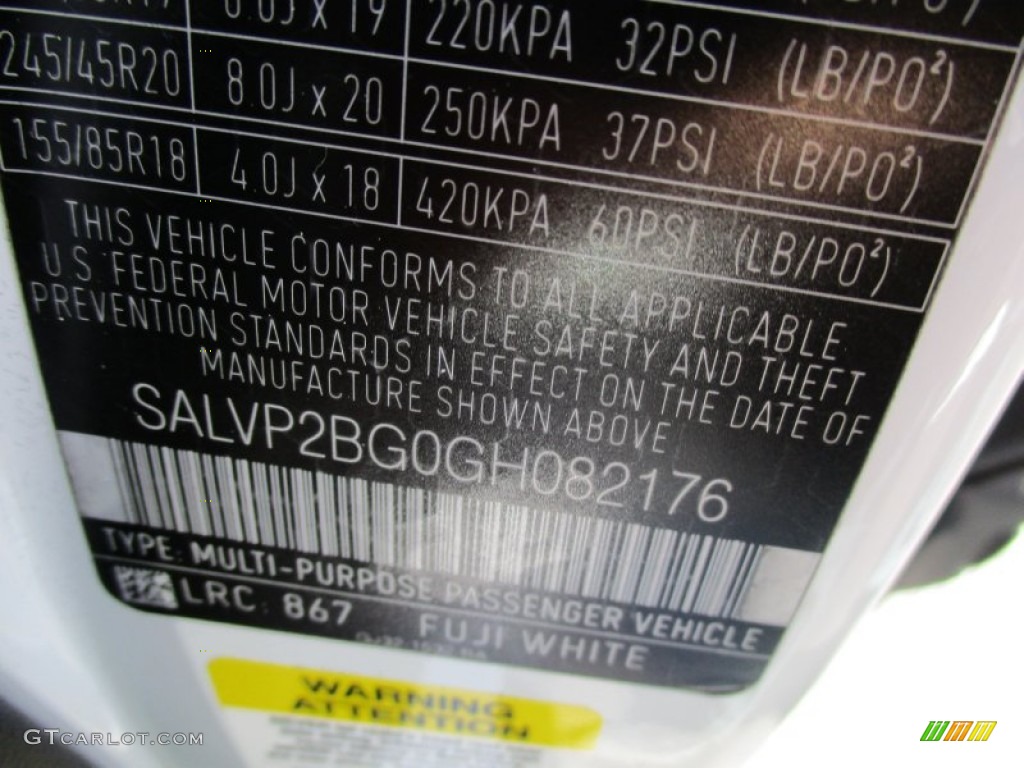 8.0J x 19 220KPA 32PSI (LB/PO²)
245/45R20 8.0J x 20 250KPA 37PSI (LB/PO²)
155/85R18 4.0J x 18 420KPA 60PSI (LB/PO²)
THIS VEHICLE CONFORMS TO ALL APPLICABLE
U.S. FEDERAL MOTOR VEHICLE SAFETY AND THEFT
PREVENTION STANDARDS IN EFFECT ON THE DATE OF
MANUFACTURE SHOWN ABOVE
SALVP2BG0GH082176
TYPE: MULTI-PURPOSE PASSENGER VEHICLE
LRC: 867 FUJI WHITE
WARNING
ATTENTION
GTCARLOT.COM